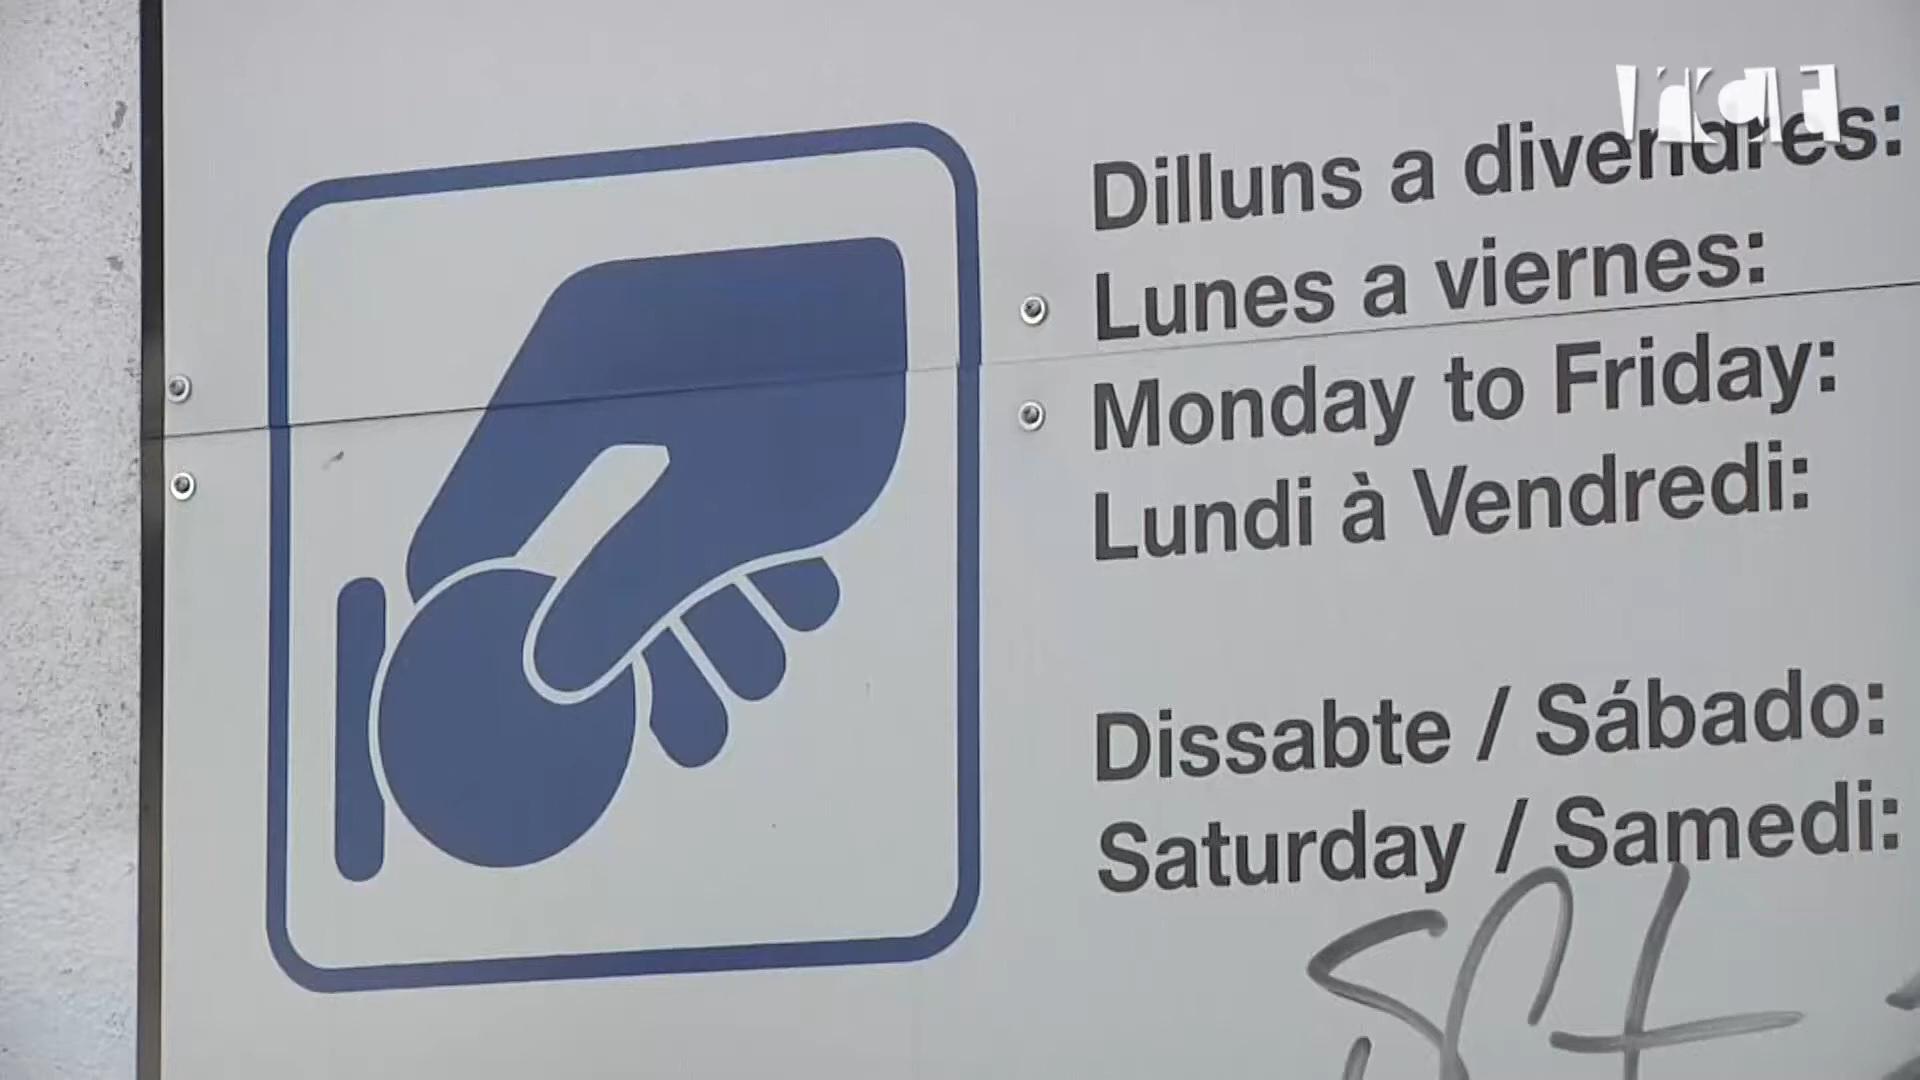 Dilluns a divendres:
Lunes a viernes:
Monday to Friday:
Lundi à Vendredi:
Dissabte / Sábado:
Saturday / Samedi: